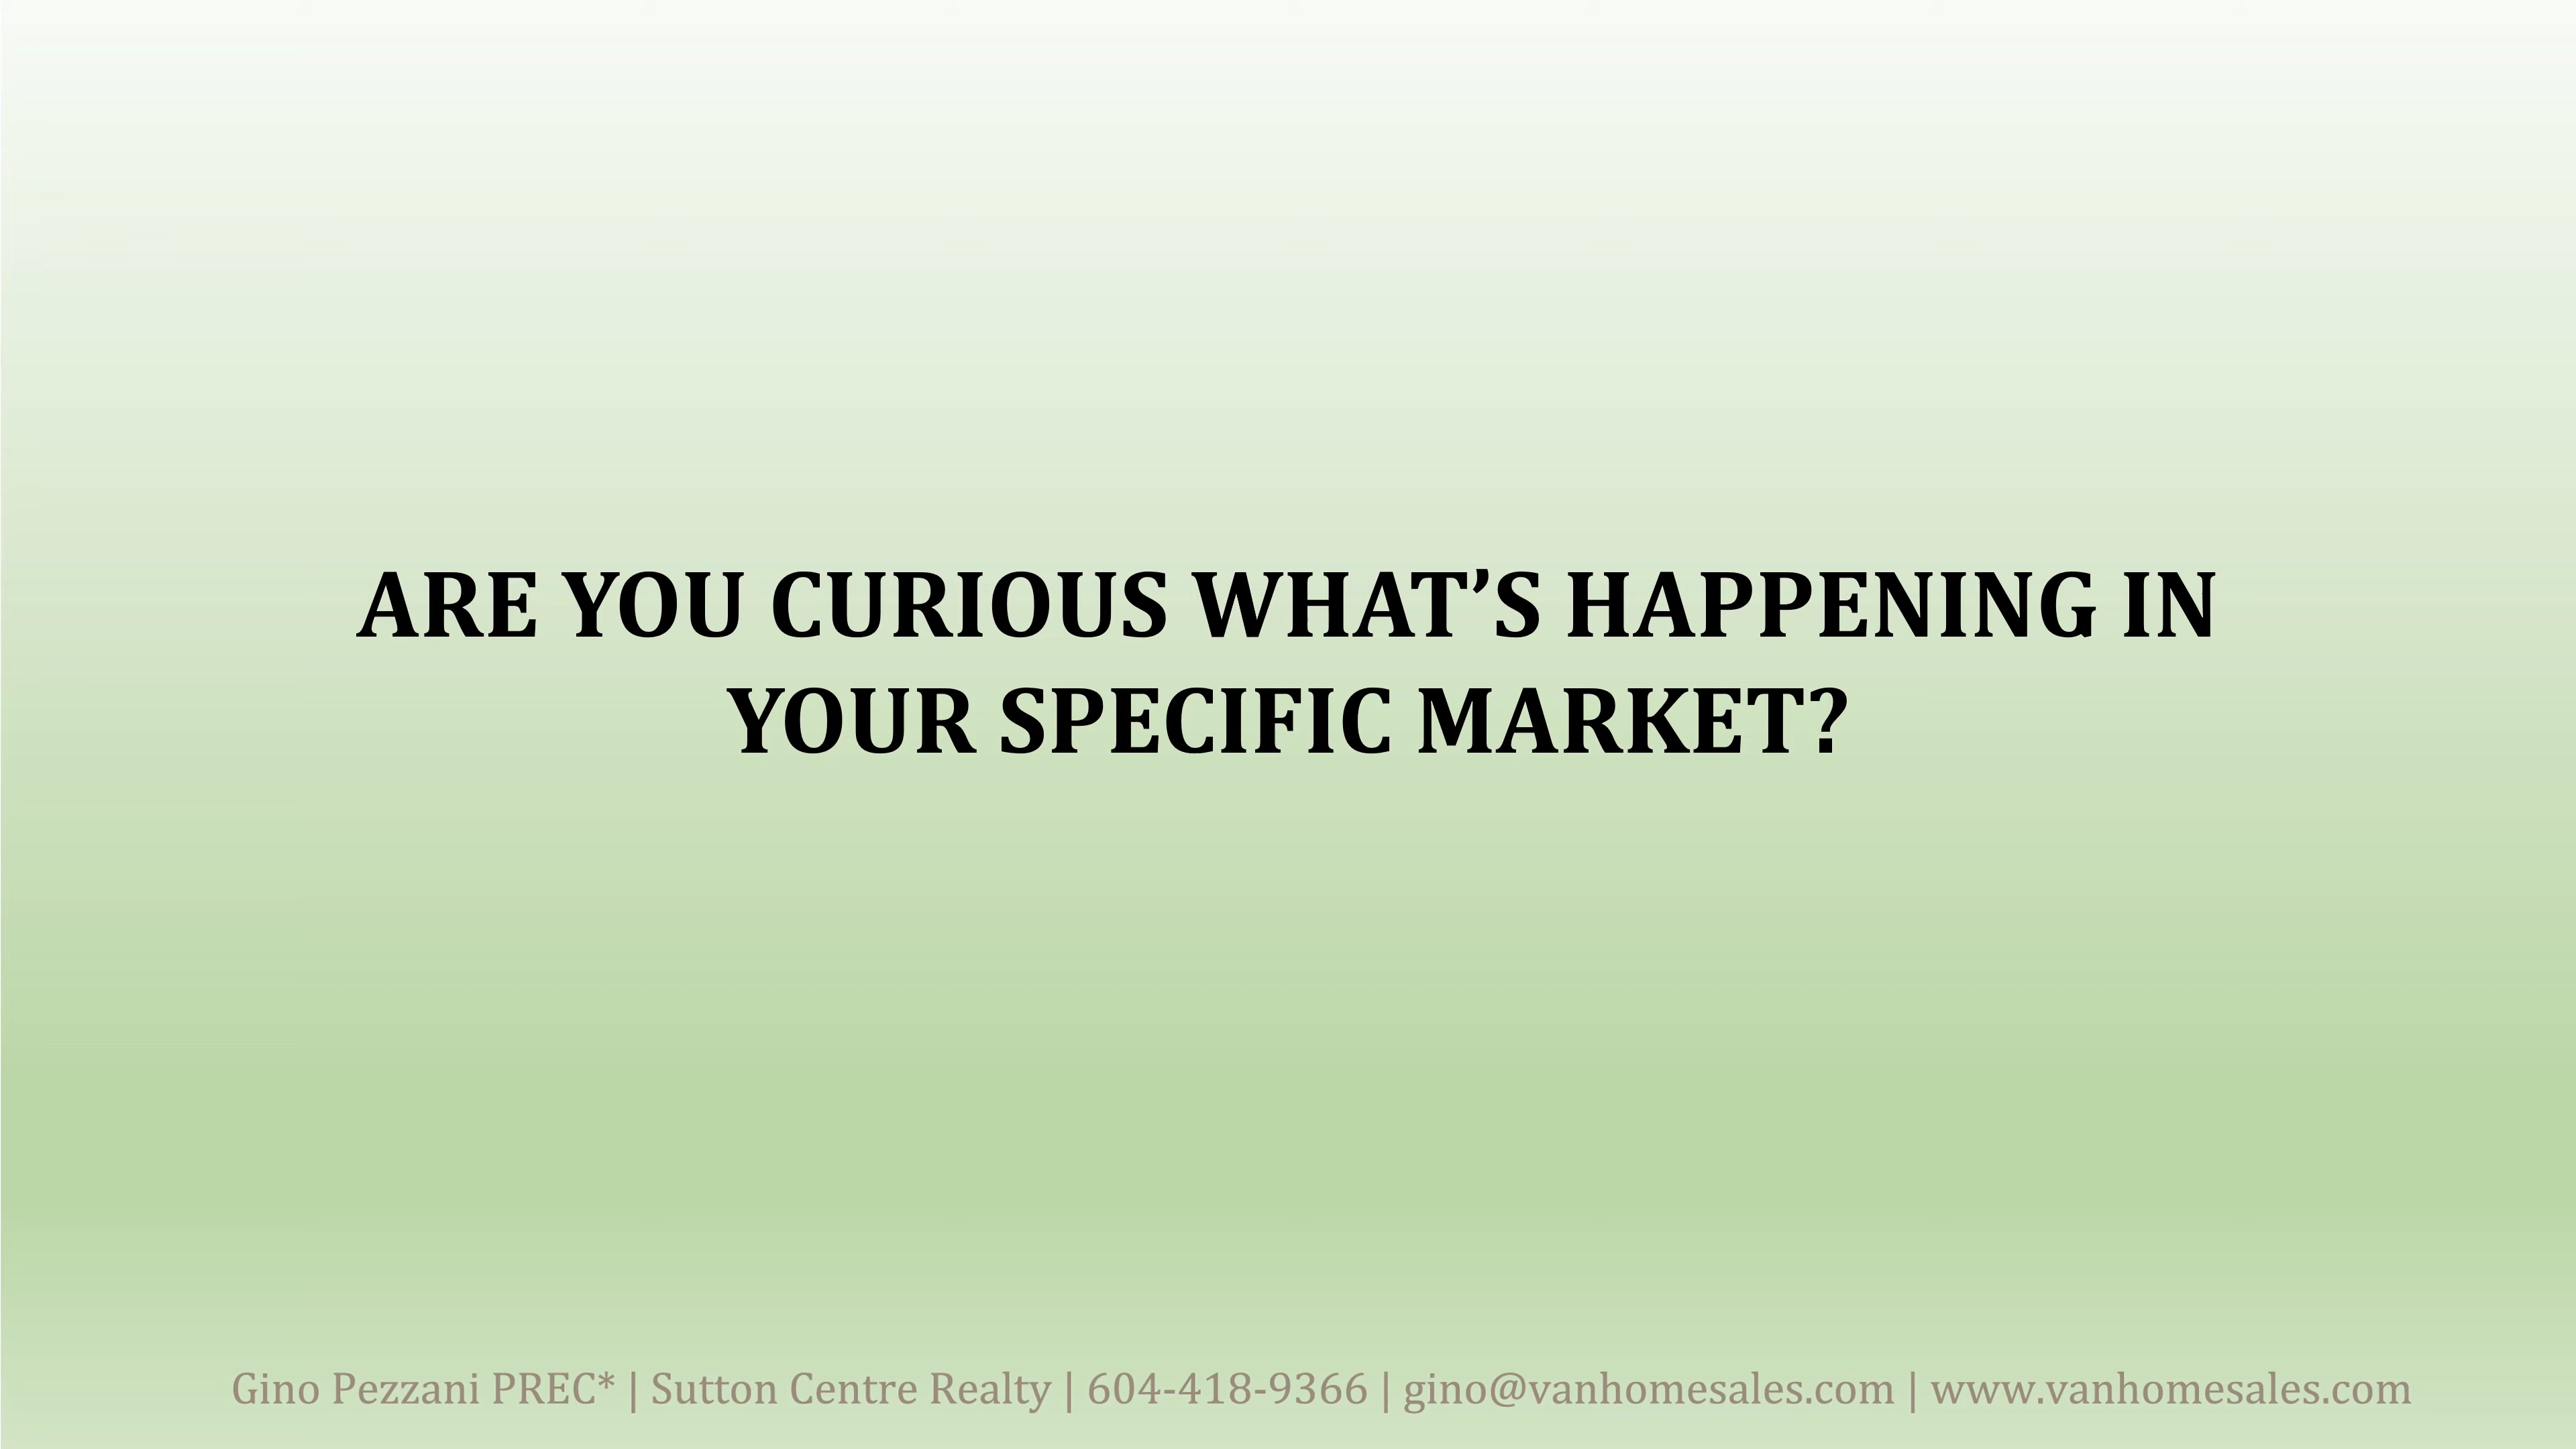 ARE YOU CURIOUS WHAT’S HAPPENING IN
YOUR SPECIFIC MARKET?
Gino Pezzani PREC* | Sutton Centre Realty | 604-418-9366 | gino@vanhomesales.com | www.vanhomesales.com